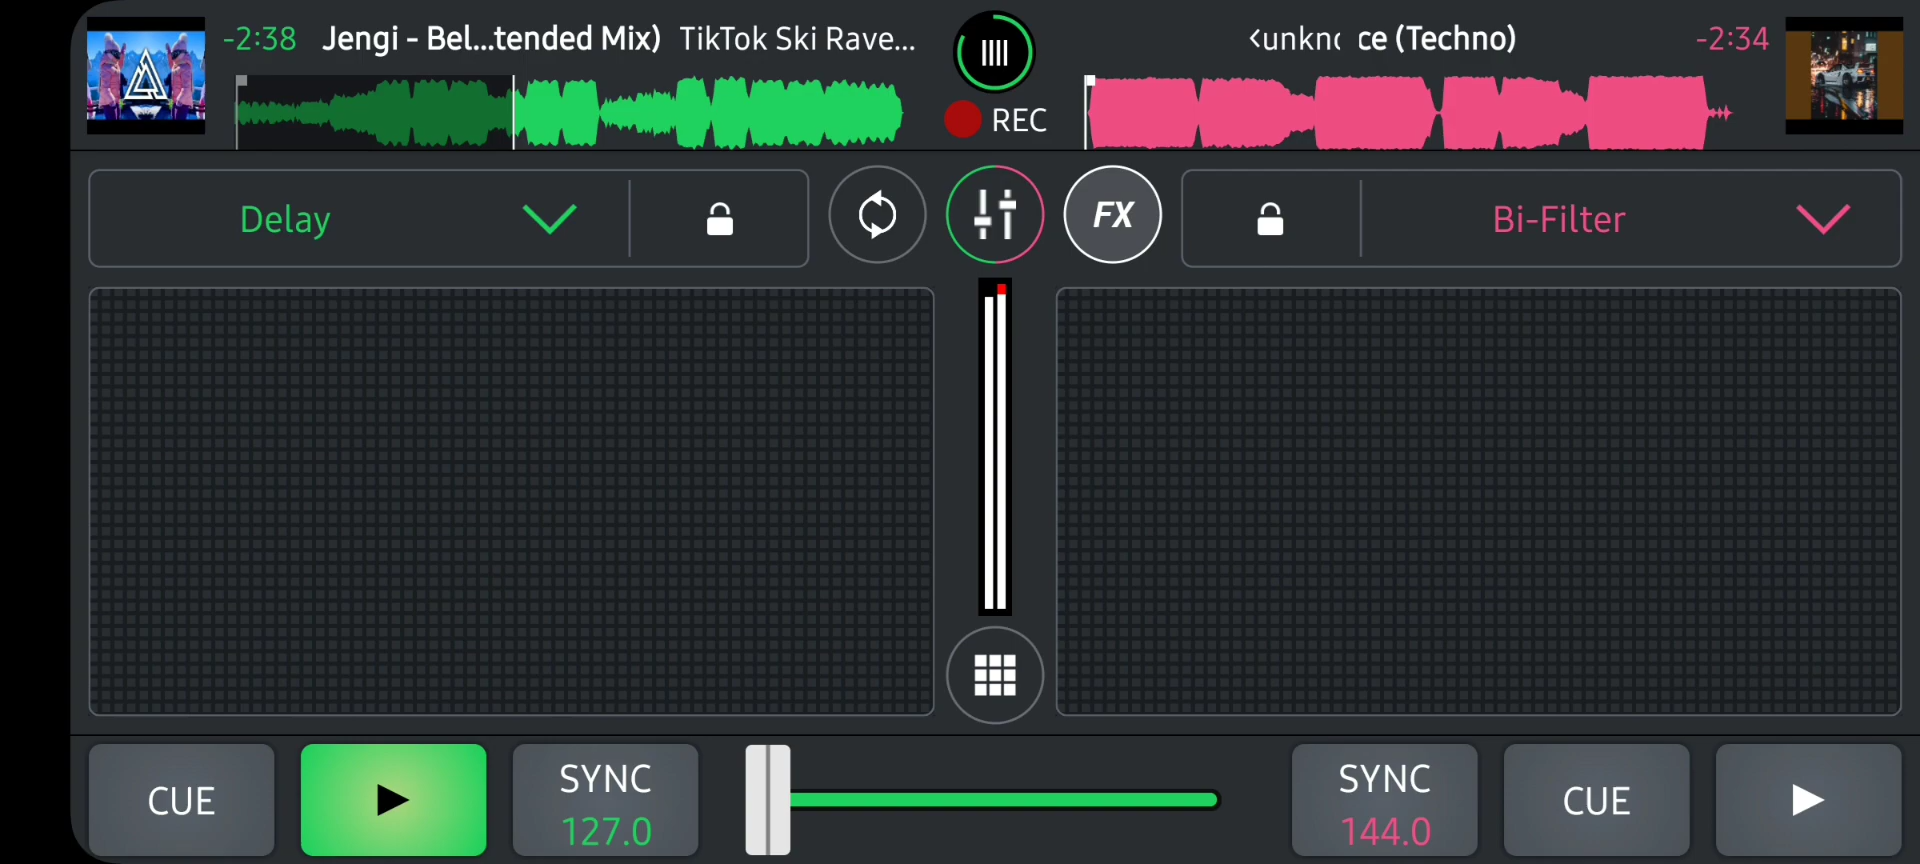 -2:38 Jengi - Bel...tended Mix) TikTok Ski Rave...
<unkn ce (Techno) -2:34
REC
Delay
FX
Bi-Filter
CUE
SYNC
127.0
SYNC
144.0
CUE